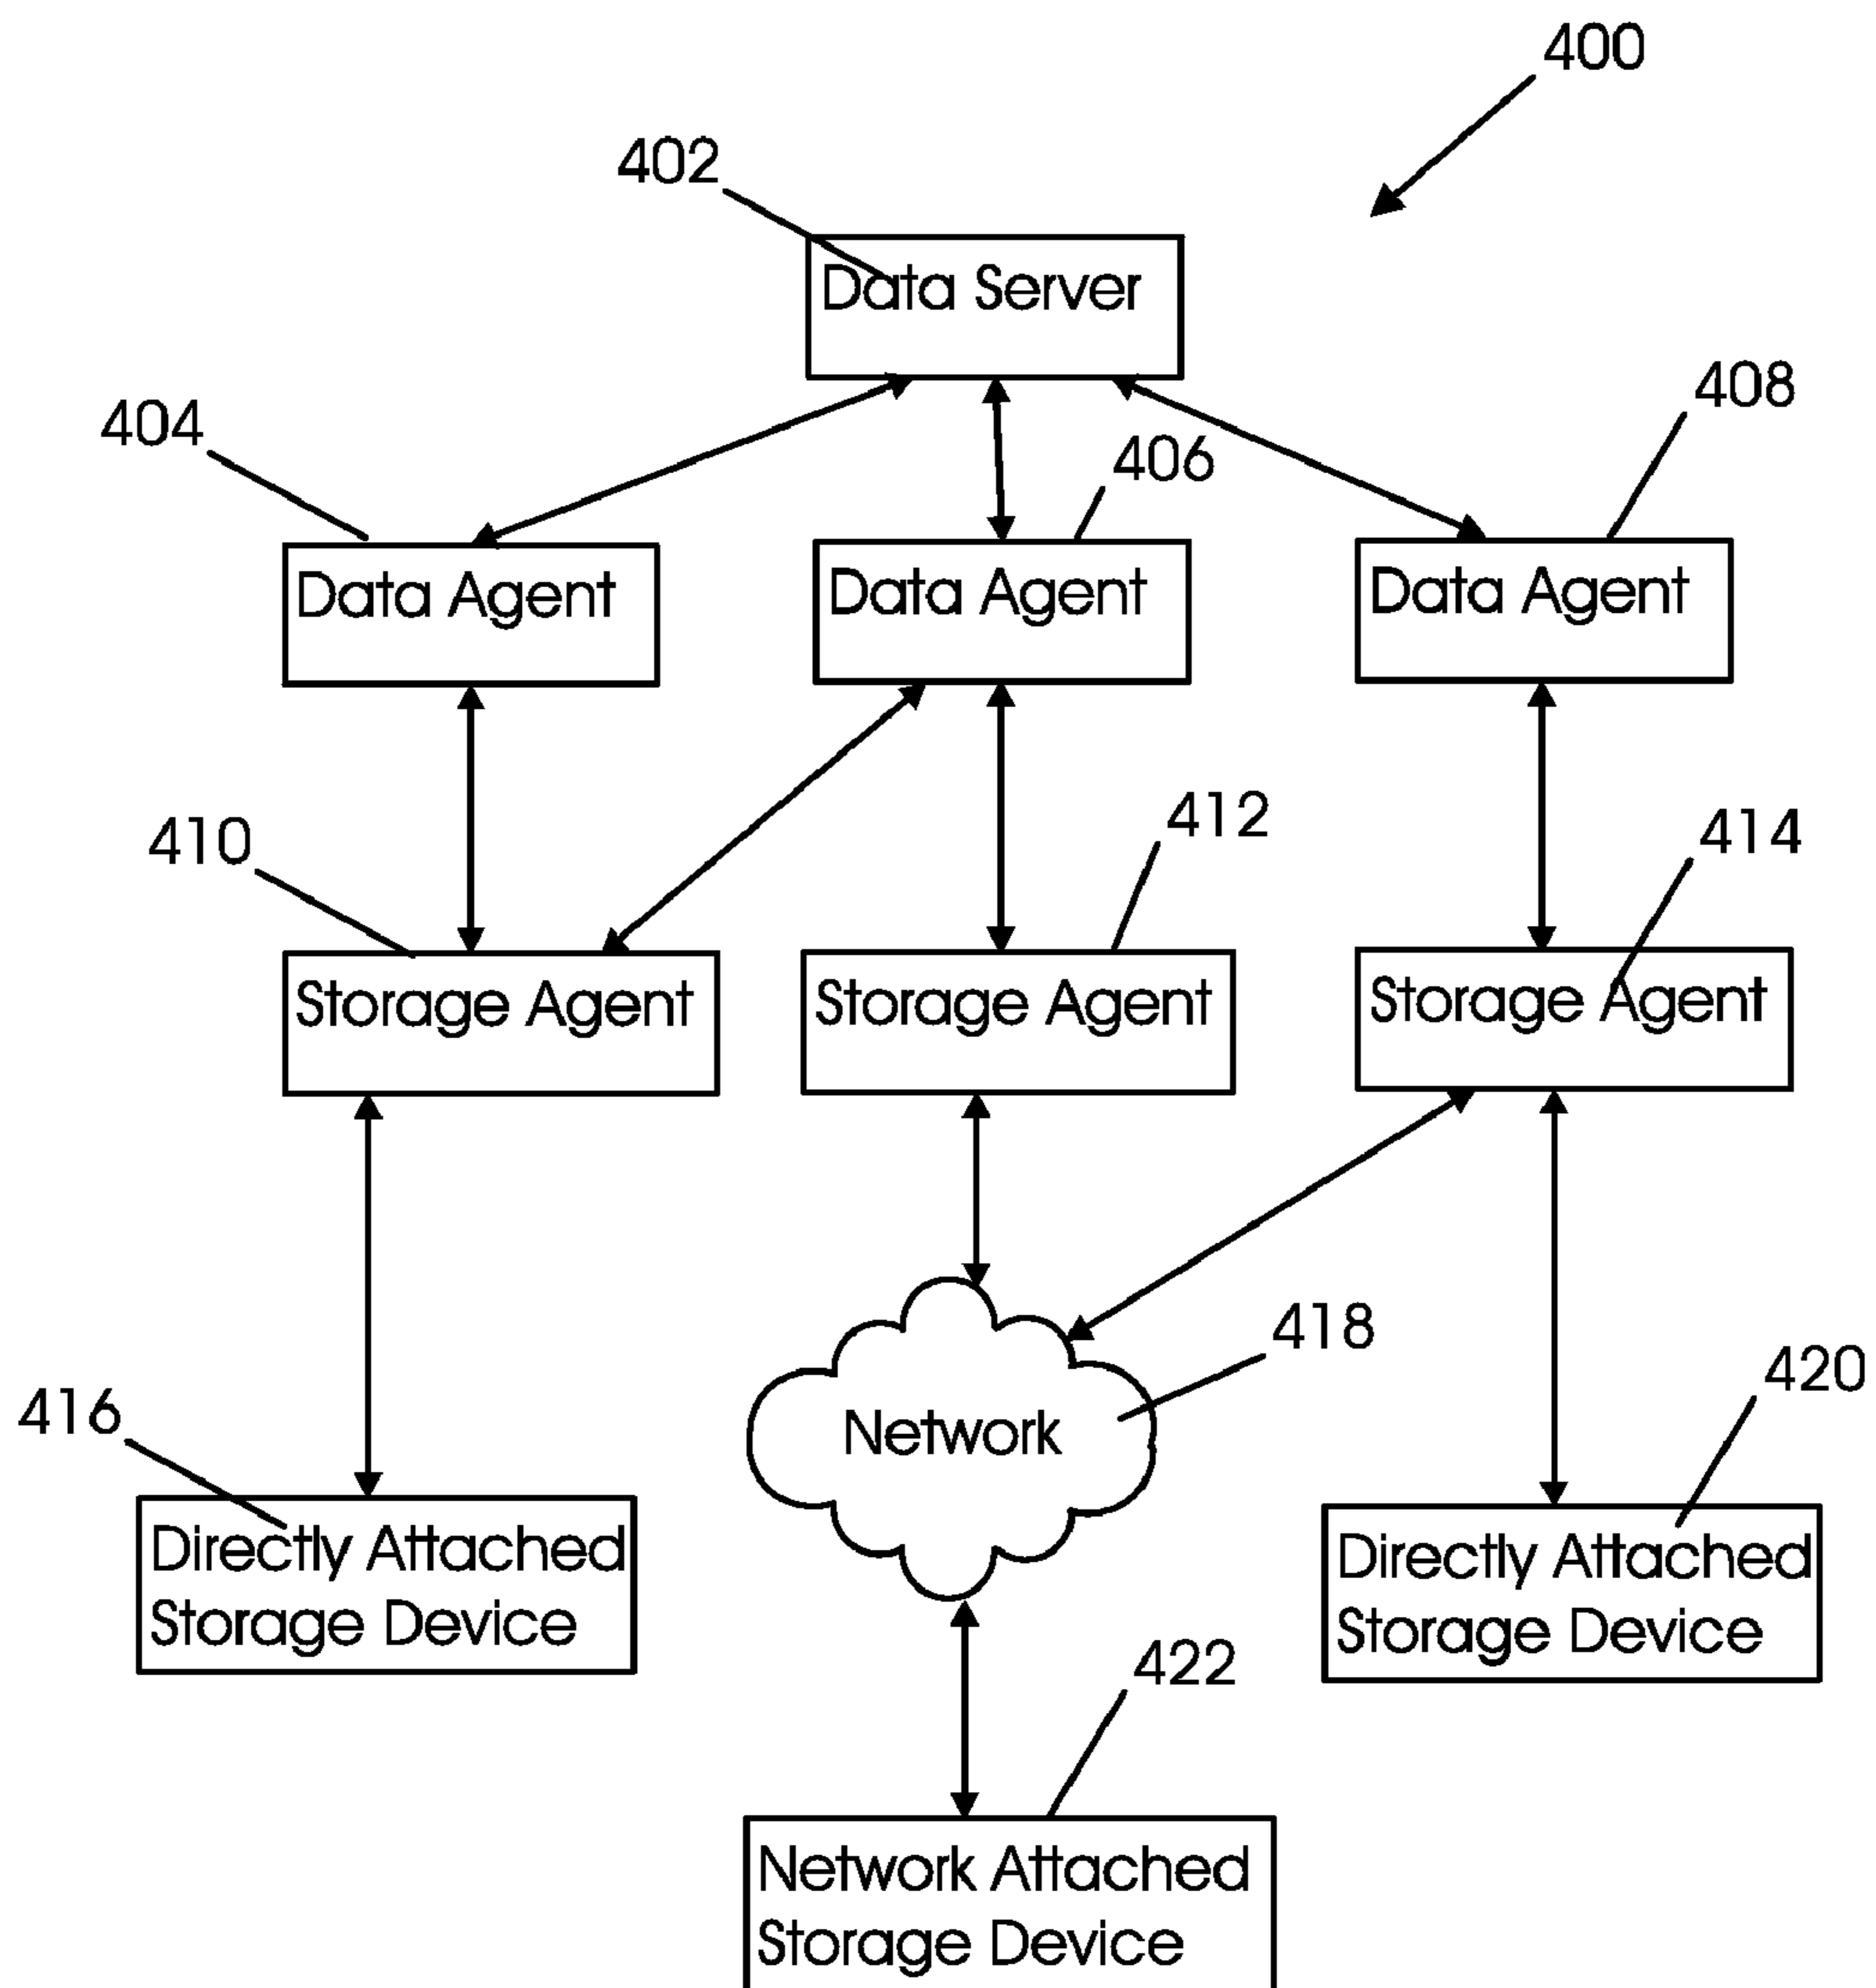 400
402
Data Server
404
406
408
Data Agent
Data Agent
Data Agent
410
412
414
Storage Agent
Storage Agent
Storage Agent
416
418
420
Network
Directly Attached
Storage Device
Directly Attached
Storage Device
422
Network Attached
Storage Device